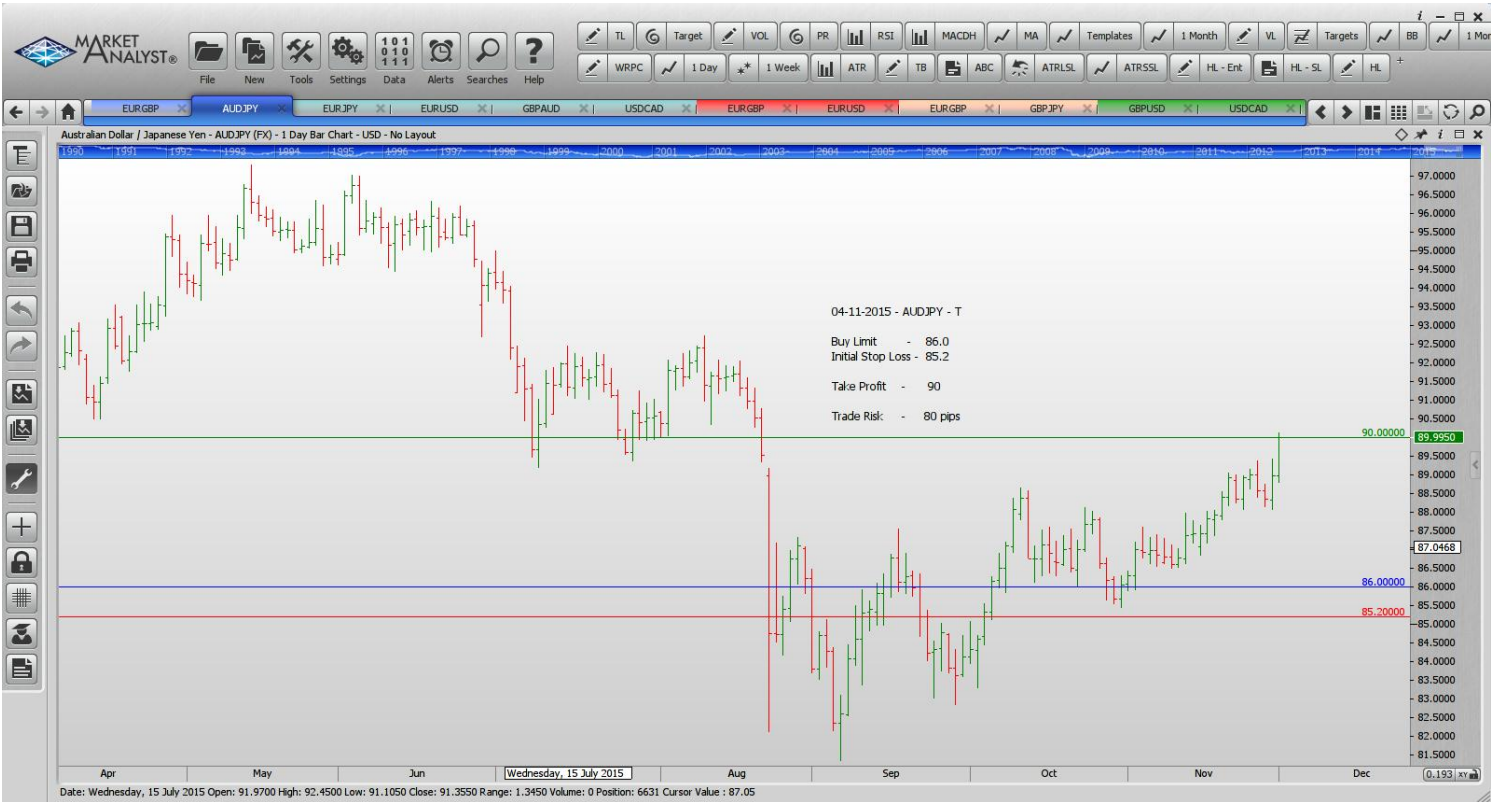 MARKET ANALYST®
File New Tools Settings Data Alerts Searches Help
TL Target VOL PR RSI MACDH MA Templates 1 Month VL Targets BB 1 Mor
WRPC 1 Day 1 Week ATR TB ABC ATRLSL ATRSSL HL - Ent HL - SL HL +
EURGBP AUDJPY EURJPY EURUSD GBPAUD USDCAD EURGBP EURUSD EURGBP GBPJPY GBPUSD USDCAD
Australian Dollar / Japanese Yen - AUDJPY (FX) - 1 Day Bar Chart - USD - No Layout
1990 1991 1992 1993 1994 1995 1996 1997 1998 1999 2000 2001 2002 2003 2004 2005 2006 2007 2008 2009 2010 2011 2012 2013 2014 2015
97.0000
96.5000
96.0000
95.5000
95.0000
94.5000
94.0000
93.5000
04-11-2015 - AUDJPY - T
93.0000
Buy Limit - 86.0
92.5000
Initial Stop Loss - 85.2
92.0000
91.5000
Take Profit - 90
91.0000
Trade Risk - 80 pips
90.5000
90.00000 89.9950
89.5000
89.0000
88.5000
88.0000
87.5000
87.0468
86.5000
86.00000 86.0000
85.5000
85.20000
85.0000
84.5000
84.0000
83.5000
83.0000
82.5000
82.0000
81.5000
Apr May Jun Wednesday, 15 July 2015 Aug Sep Oct Nov Dec 0.193 XY
Date: Wednesday, 15 July 2015 Open: 91.9700 High: 92.4500 Low: 91.1050 Close: 91.3550 Range: 1.3450 Volume: 0 Position: 6631 Cursor Value : 87.05